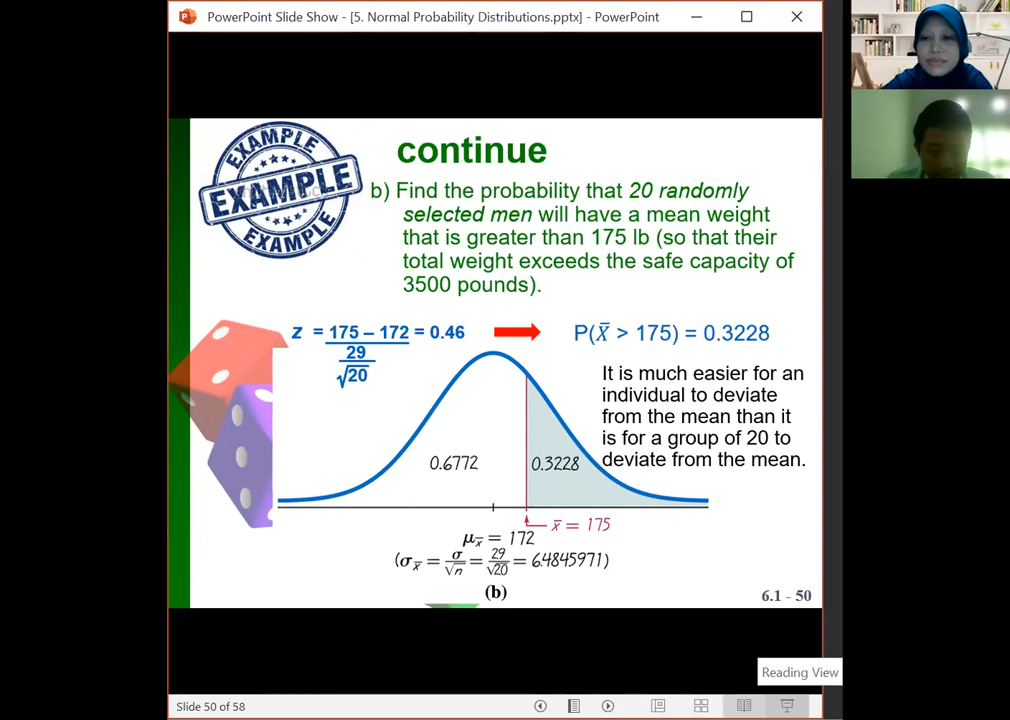 PowerPoint Slide Show - [5. Normal Probability Distributions.pptx] - PowerPoint
EXAMPLE
EXAMPLE
EXAMPLE
continue
b) Find the probability that 20 randomly
selected men will have a mean weight
that is greater than 175 lb (so that their
total weight exceeds the safe capacity of
3500 pounds).
z = 175 – 172 = 0.46
29
√20
P(X̄ > 175) = 0.3228
It is much easier for an
individual to deviate
from the mean than it
is for a group of 20 to
deviate from the mean.
0.6772
0.3228
x̄ = 175
μx̄ = 172
(σx̄ = σ/√n = 29/√20 = 6.4845971)
(b)
6.1 - 50
Reading View
Slide 50 of 58